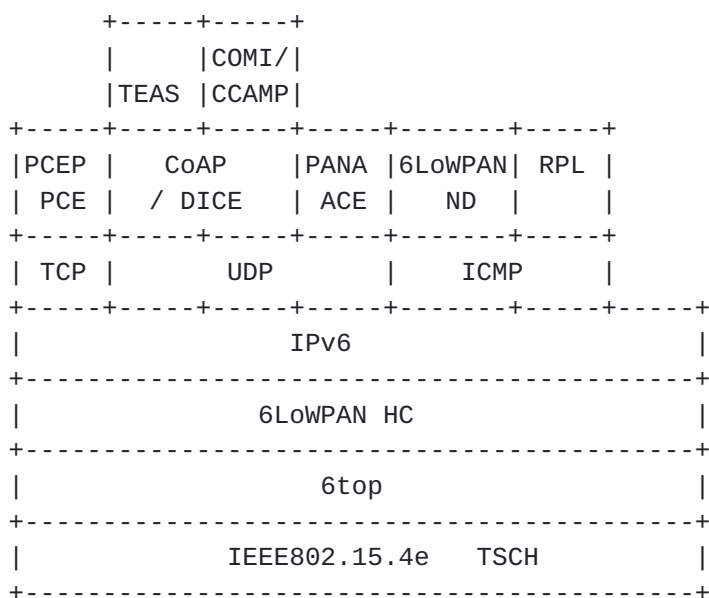 +-----+-----+
|     |COMI/|
|TEAS |CCAMP|
+-----+-----+-----+-----+-------+-----+
|PCEP |   CoAP    |PANA |6LoWPAN| RPL |
| PCE |  / DICE   | ACE |   ND  |     |
+-----+-----+-----+-----+-------+-----+
| TCP |       UDP       |    ICMP     |
+-----+-----+-----+-----+-------+-----+-----+
|                 IPv6                      |
+-------------------------------------------+
|               6LoWPAN HC                  |
+-------------------------------------------+
|                   6top                    |
+-------------------------------------------+
|             IEEE802.15.4e   TSCH          |
+-------------------------------------------+